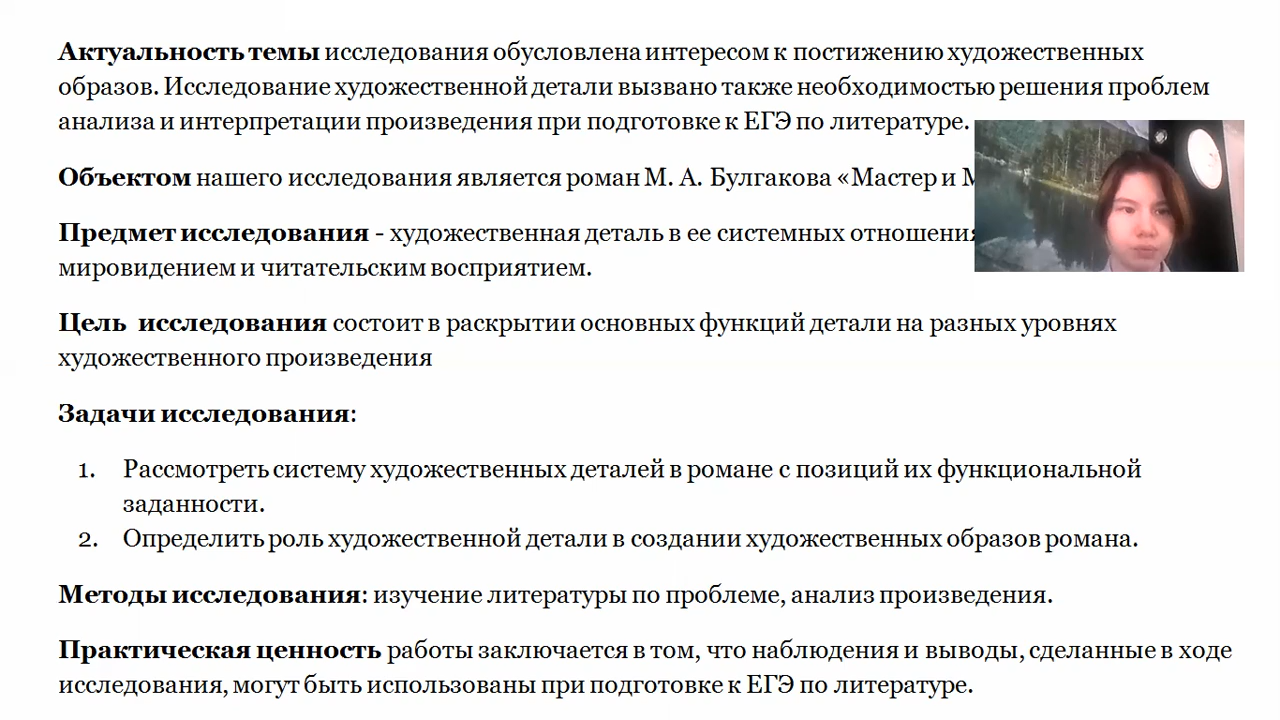 Актуальность темы исследования обусловлена интересом к постижению художественных
образов. Исследование художественной детали вызвано также необходимостью решения проблем
анализа и интерпретации произведения при подготовке к ЕГЭ по литературе.
Объектом нашего исследования является роман М. А. Булгакова «Мастер и
Предмет исследования - художественная деталь в ее системных
мировидением и читательским восприятием.
Цель исследования состоит в раскрытии основных функций детали на разных уровнях
художественного произведения
Задачи исследования:
1. Рассмотреть систему художественных деталей в романе с позиций их функциональной
заданности.
2. Определить роль художественной детали в создании художественных образов романа.
Методы исследования: изучение литературы по проблеме, анализ произведения.
Практическая ценность работы заключается в том, что наблюдения и выводы, сделанные в ходе
исследования, могут быть использованы при подготовке к ЕГЭ по литературе.